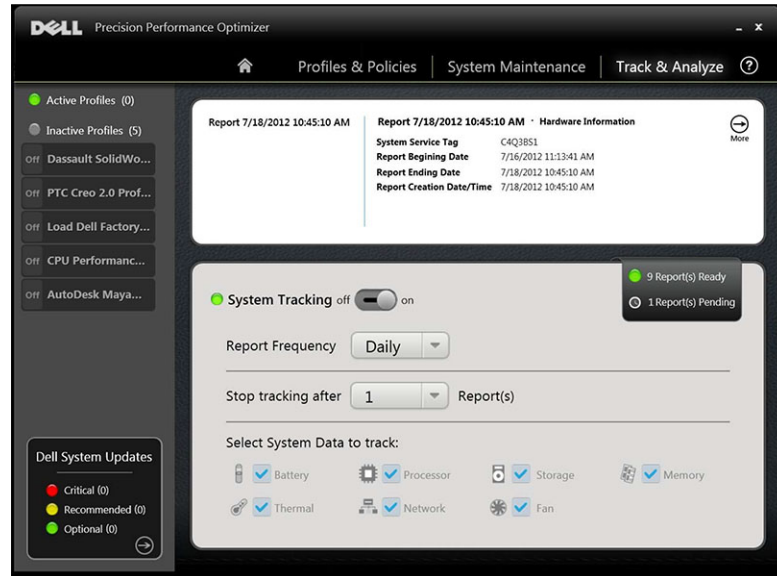 DELL Precision Performance Optimizer
Profiles & Policies System Maintenance Track & Analyze ?
Active Profiles (0)
Inactive Profiles (5)
Off Dassault SolidWo...
Off PTC Creo 2.0 Prof...
Off Load Dell Factory...
Off CPU Performanc...
Off AutoDesk Maya...
Dell System Updates
Critical (0)
Recommended (0)
Optional (0)
Report 7/18/2012 10:45:10 AM
Report 7/18/2012 10:45:10 AM · Hardware Information
More
System Service Tag C4Q3BS1
Report Begining Date 7/16/2012 11:13:41 AM
Report Ending Date 7/18/2012 10:45:10 AM
Report Creation Date/Time 7/18/2012 10:45:10 AM
9 Report(s) Ready
1 Report(s) Pending
System Tracking off on
Report Frequency Daily
Stop tracking after 1 Report(s)
Select System Data to track:
Battery Processor Storage Memory
Thermal Network Fan